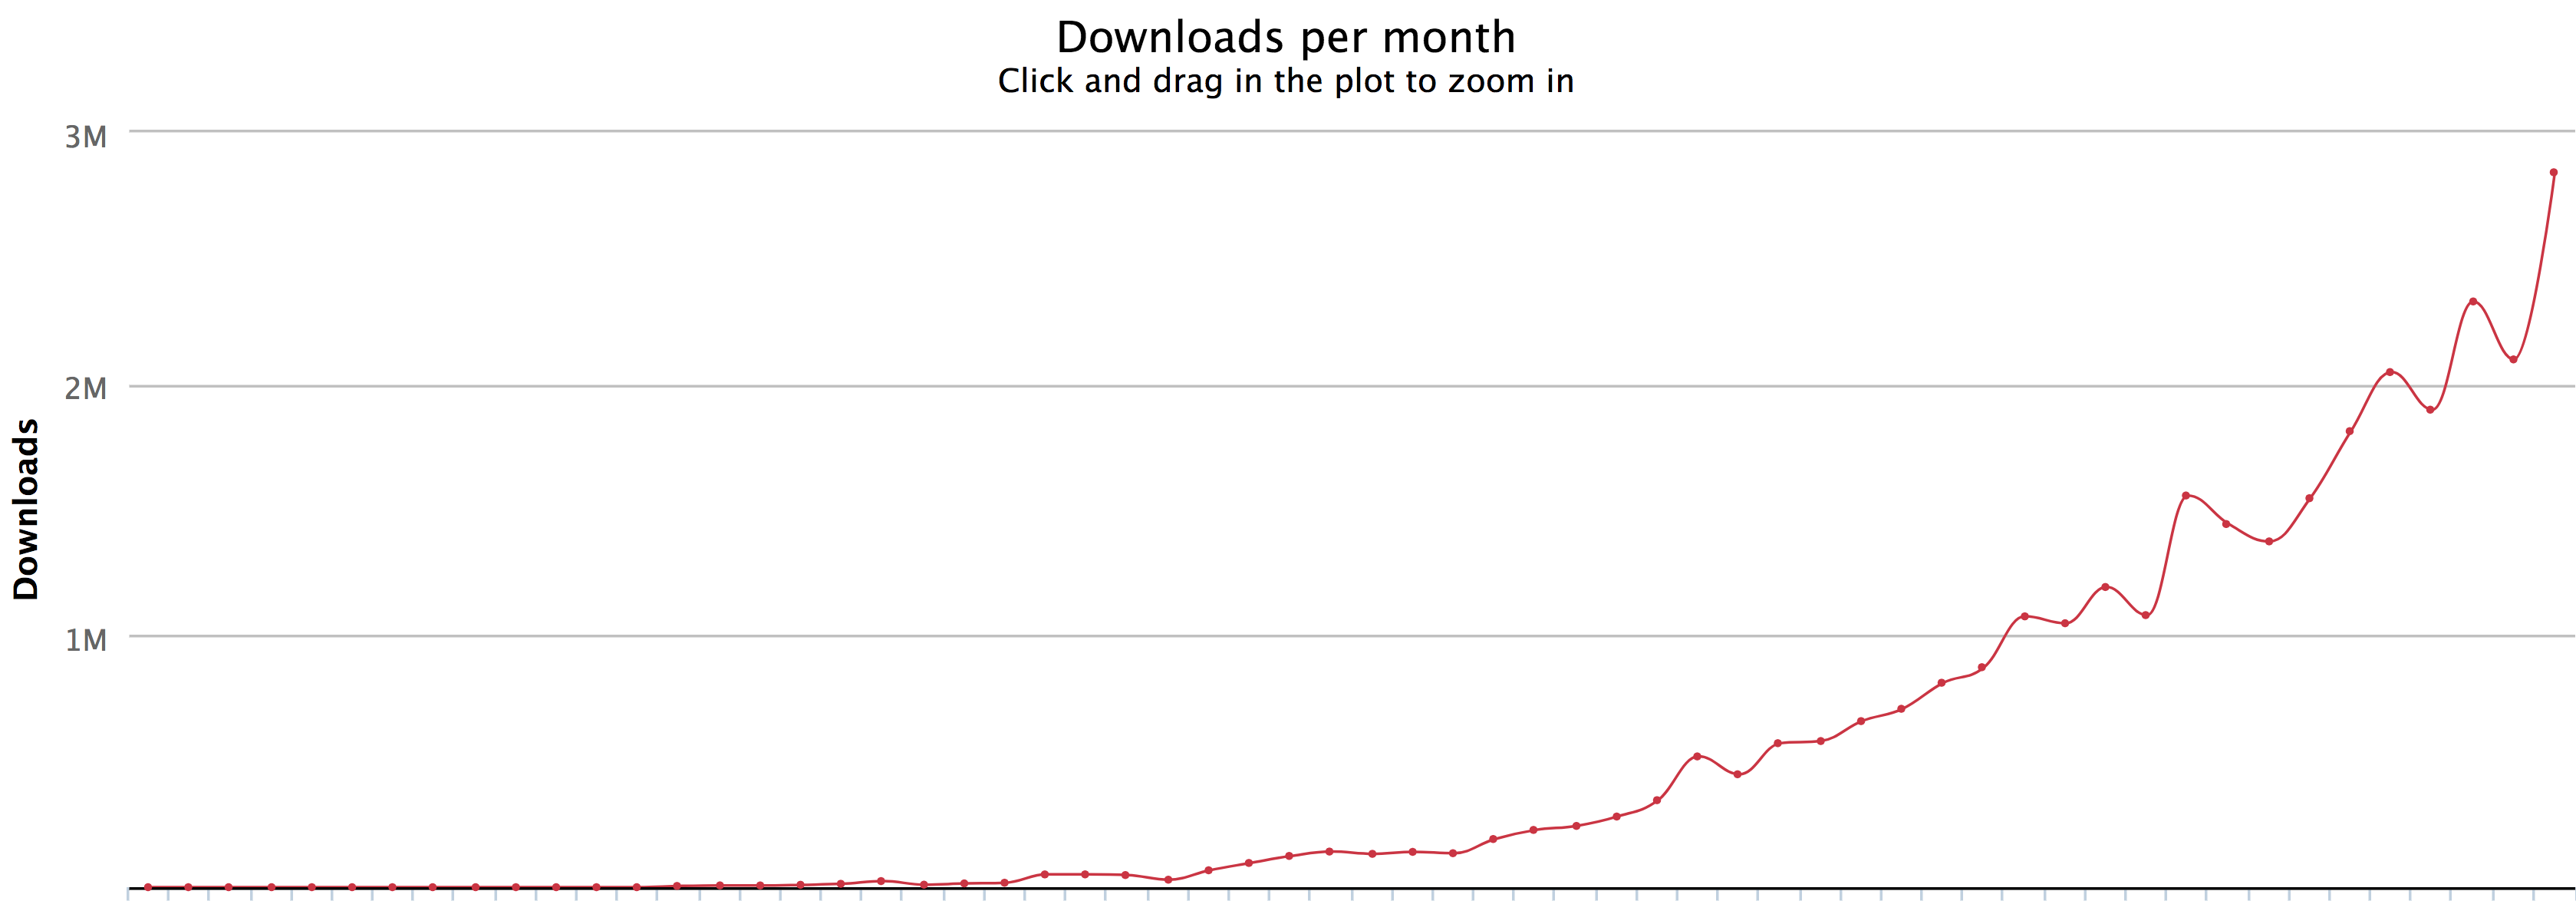 Downloads per month
Click and drag in the plot to zoom in
3M
2M
1M
Downloads